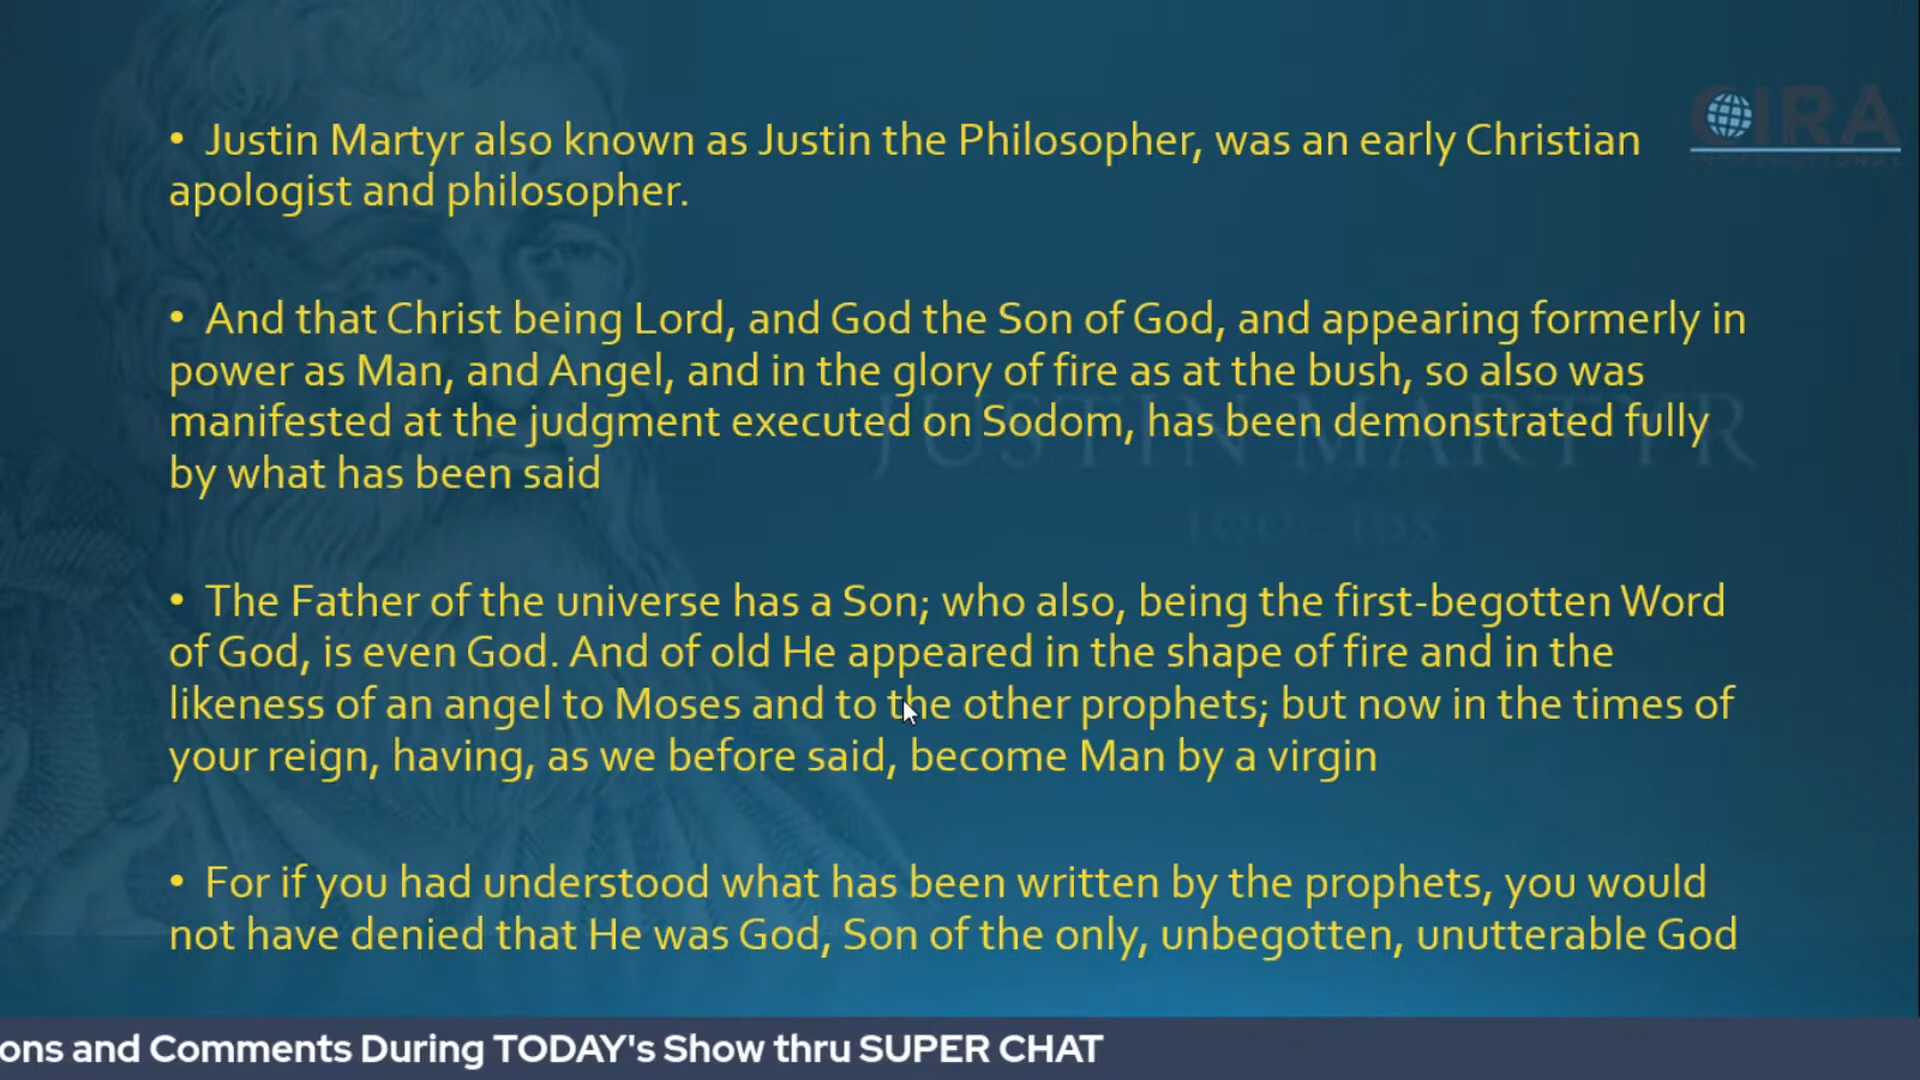 CIRA
INTERNATIONAL
• Justin Martyr also known as Justin the Philosopher, was an early Christian
apologist and philosopher.
• And that Christ being Lord, and God the Son of God, and appearing formerly in
power as Man, and Angel, and in the glory of fire as at the bush, so also was
manifested at the judgment executed on Sodom, has been demonstrated fully
by what has been said
JUSTIN MARTYR
• The Father of the universe has a Son; who also, being the first-begotten Word
of God, is even God. And of old He appeared in the shape of fire and in the
likeness of an angel to Moses and to the other prophets; but now in the times of
your reign, having, as we before said, become Man by a virgin
• For if you had understood what has been written by the prophets, you would
not have denied that He was God, Son of the only, unbegotten, unutterable God
ons and Comments During TODAY's Show thru SUPER CHAT